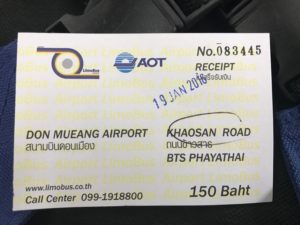 LimoBus
AOT
No.083445
RECEIPT
ใบเสร็จรับเงิน
19 JAN 2016
DON MUEANG AIRPORT
สนามบินดอนเมือง
KHAOSAN ROAD
ถนนข้าวสาร
BTS PHAYATHAI
www.limobus.co.th
Call Center 099-1918800
150 Baht